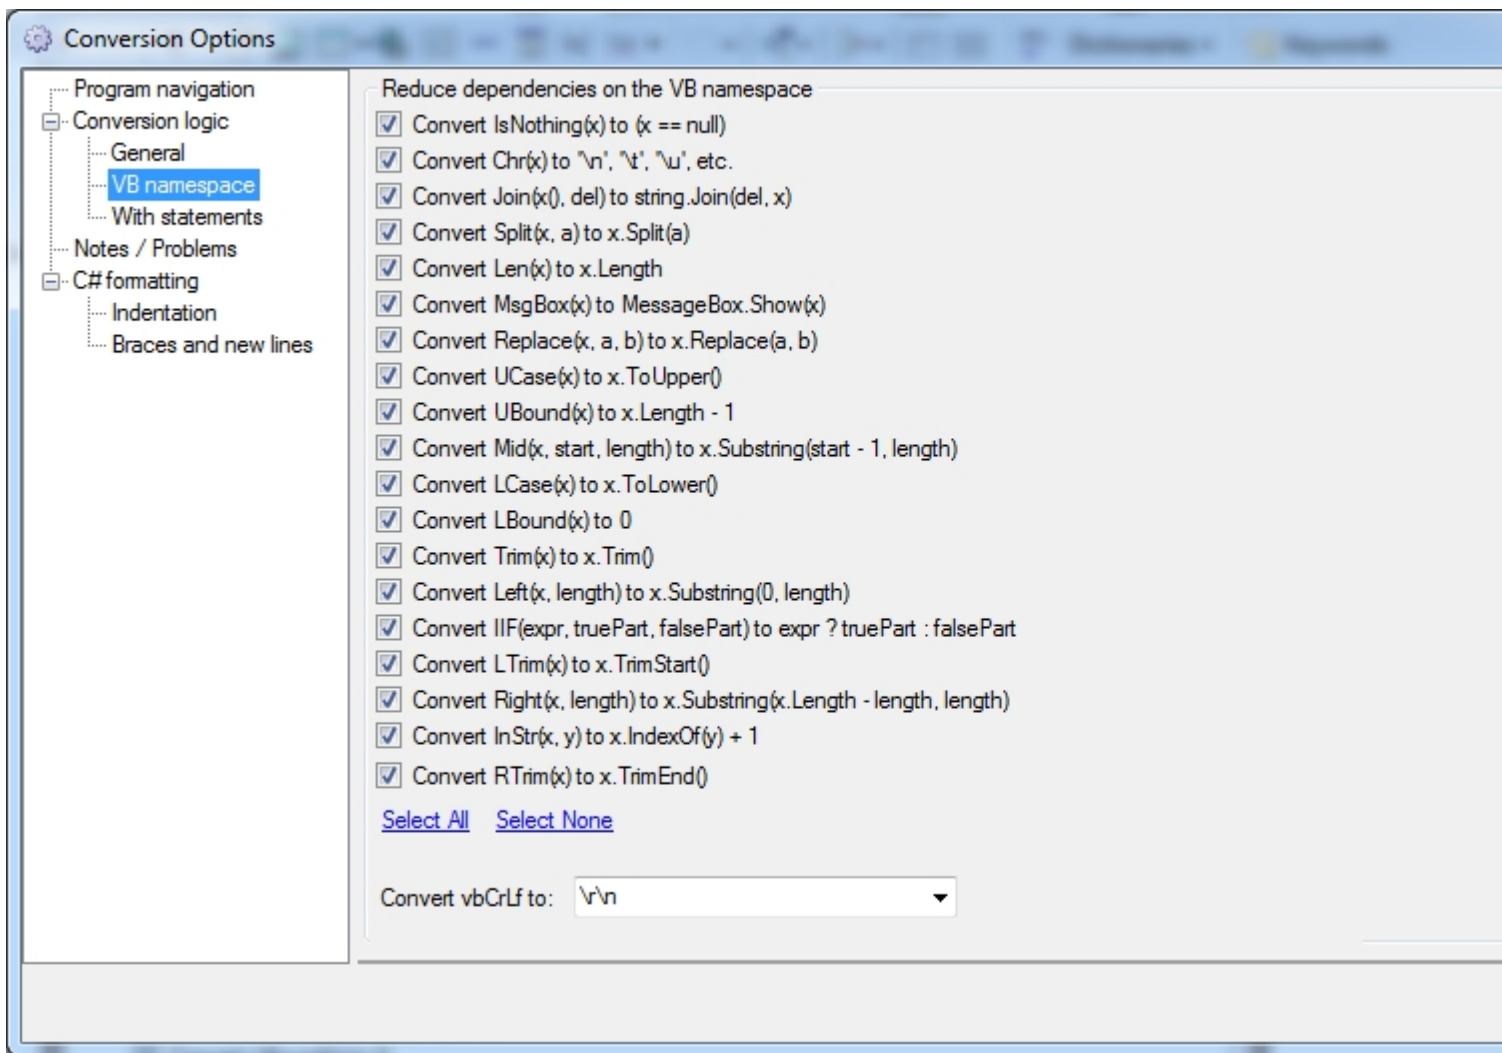 Conversion Options
Dictionaries
Keywords
Program navigation
Conversion logic
General
VB namespace
With statements
Notes / Problems
C# formatting
Indentation
Braces and new lines
Reduce dependencies on the VB namespace
Convert IsNothing(x) to (x == null)
Convert Chr(x) to "\n", "\t", "\u", etc.
Convert Join(x(), del) to string.Join(del, x)
Convert Split(x, a) to x.Split(a)
Convert Len(x) to x.Length
Convert MsgBox(x) to MessageBox.Show(x)
Convert Replace(x, a, b) to x.Replace(a, b)
Convert UCase(x) to x.ToUpper()
Convert UBound(x) to x.Length - 1
Convert Mid(x, start, length) to x.Substring(start - 1, length)
Convert LCase(x) to x.ToLower()
Convert LBound(x) to 0
Convert Trim(x) to x.Trim()
Convert Left(x, length) to x.Substring(0, length)
Convert IIF(expr, truePart, falsePart) to expr ? truePart : falsePart
Convert LTrim(x) to x.TrimStart()
Convert Right(x, length) to x.Substring(x.Length - length, length)
Convert InStr(x, y) to x.IndexOf(y) + 1
Convert RTrim(x) to x.TrimEnd()
Select All Select None
Convert vbCrLf to: \r\n